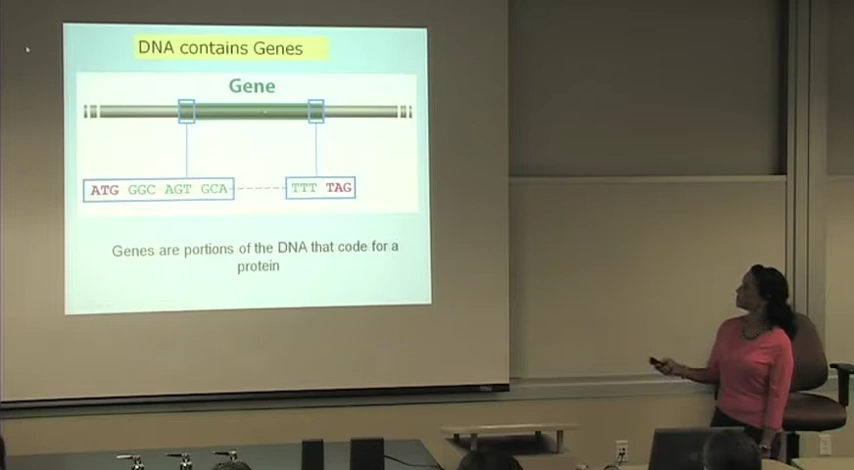 DNA contains Genes
Gene
ATG GGC AGT GCA------TTT TAG
Genes are portions of the DNA that code for a
protein